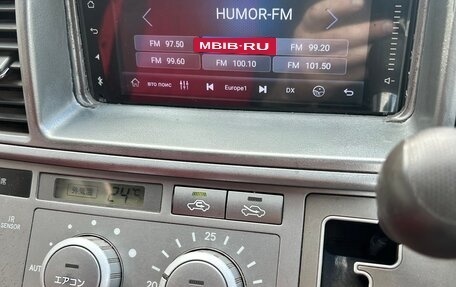 HUMOR-FM
FM 97.50
MBIB-RU
FM 99.20
FM 99.60
FM 100.10
FM 101.50
Europe1
DX
外気温
24℃
席
IR
SENSOR
AUTO
エアコン
20
25